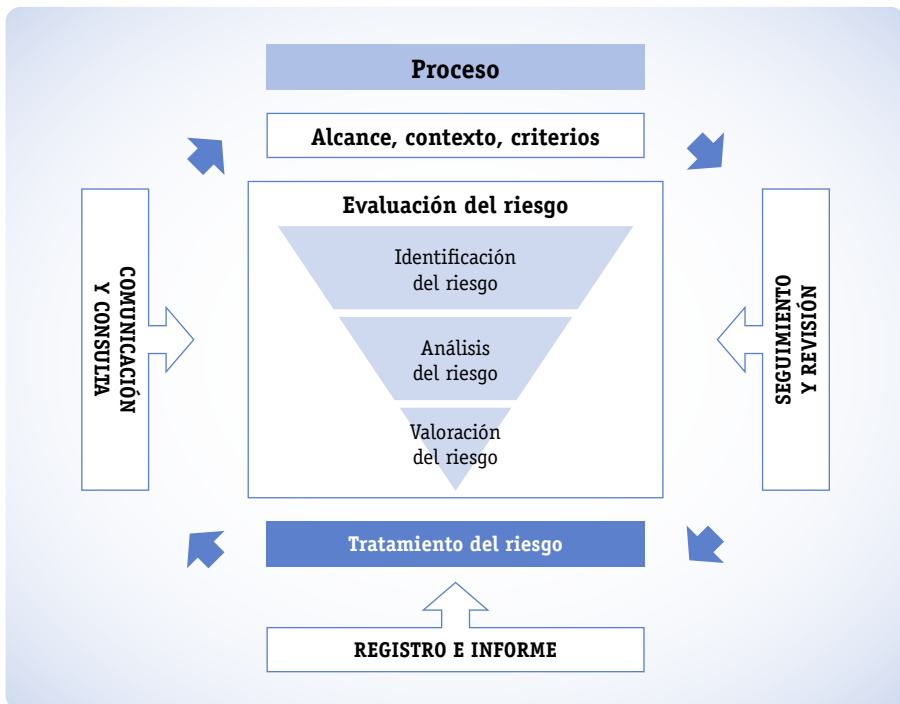 Proceso
Alcance, contexto, criterios
Evaluación del riesgo
Identificación
del riesgo
Análisis
del riesgo
Valoración
del riesgo
COMUNICACIÓN
Y CONSULTA
SEGUIMIENTO
Y REVISIÓN
Tratamiento del riesgo
REGISTRO E INFORME